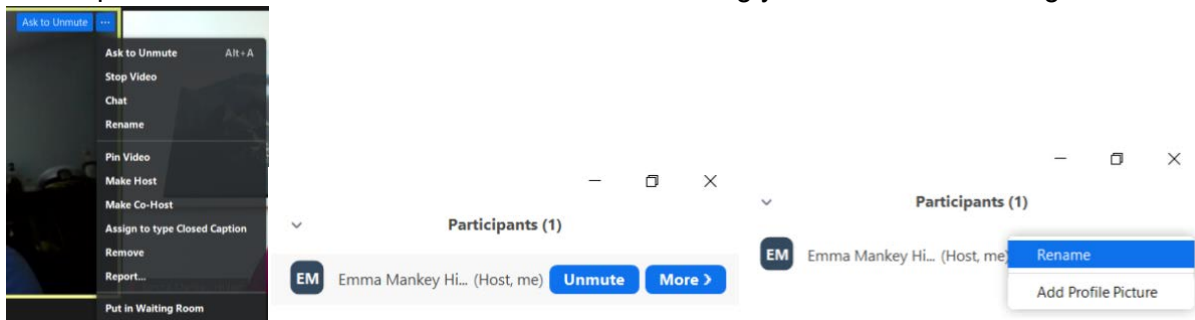 Ask to Unmute ...
Ask to Unmute Alt+A
Stop Video
Chat
Rename
Pin Video
Make Host
Make Co-Host
Assign to type Closed Caption
Remove
Report...
Put in Waiting Room
Participants (1)
EM Emma Mankey Hi... (Host, me) Unmute More >
Participants (1)
EM Emma Mankey Hi... (Host, me) Rename
Add Profile Picture